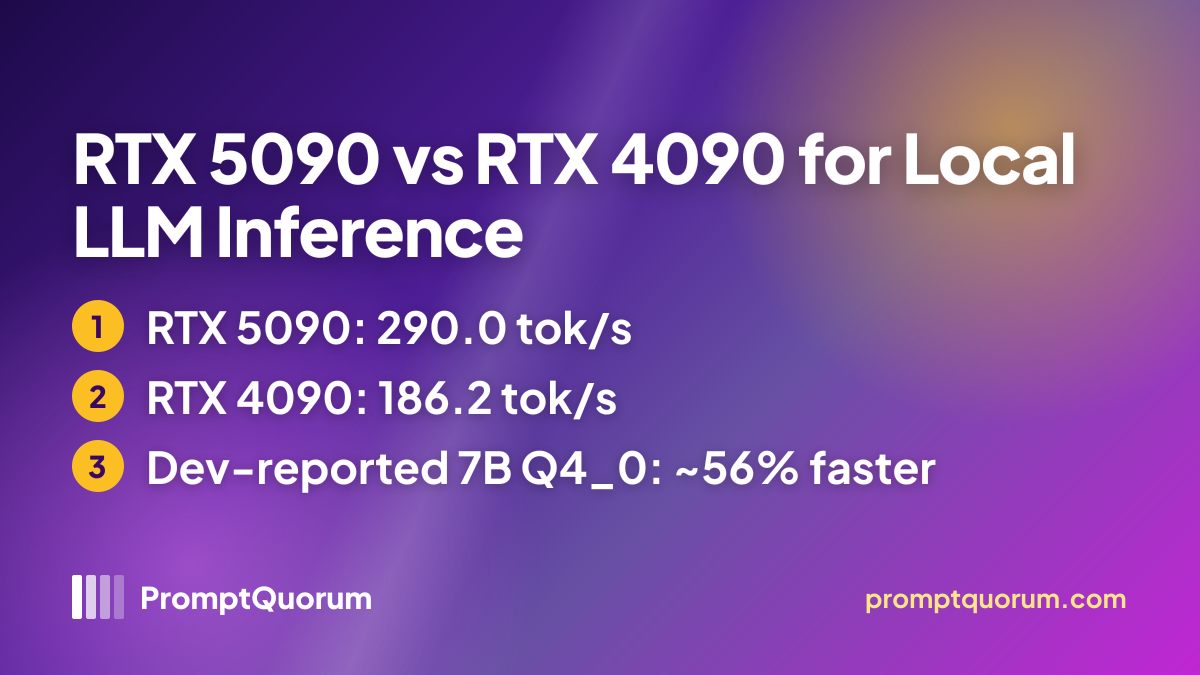 RTX 5090 vs RTX 4090 for Local
LLM Inference
1 RTX 5090: 290.0 tok/s
2 RTX 4090: 186.2 tok/s
3 Dev-reported 7B Q4_0: ~56% faster
PromptQuorum
promptquorum.com